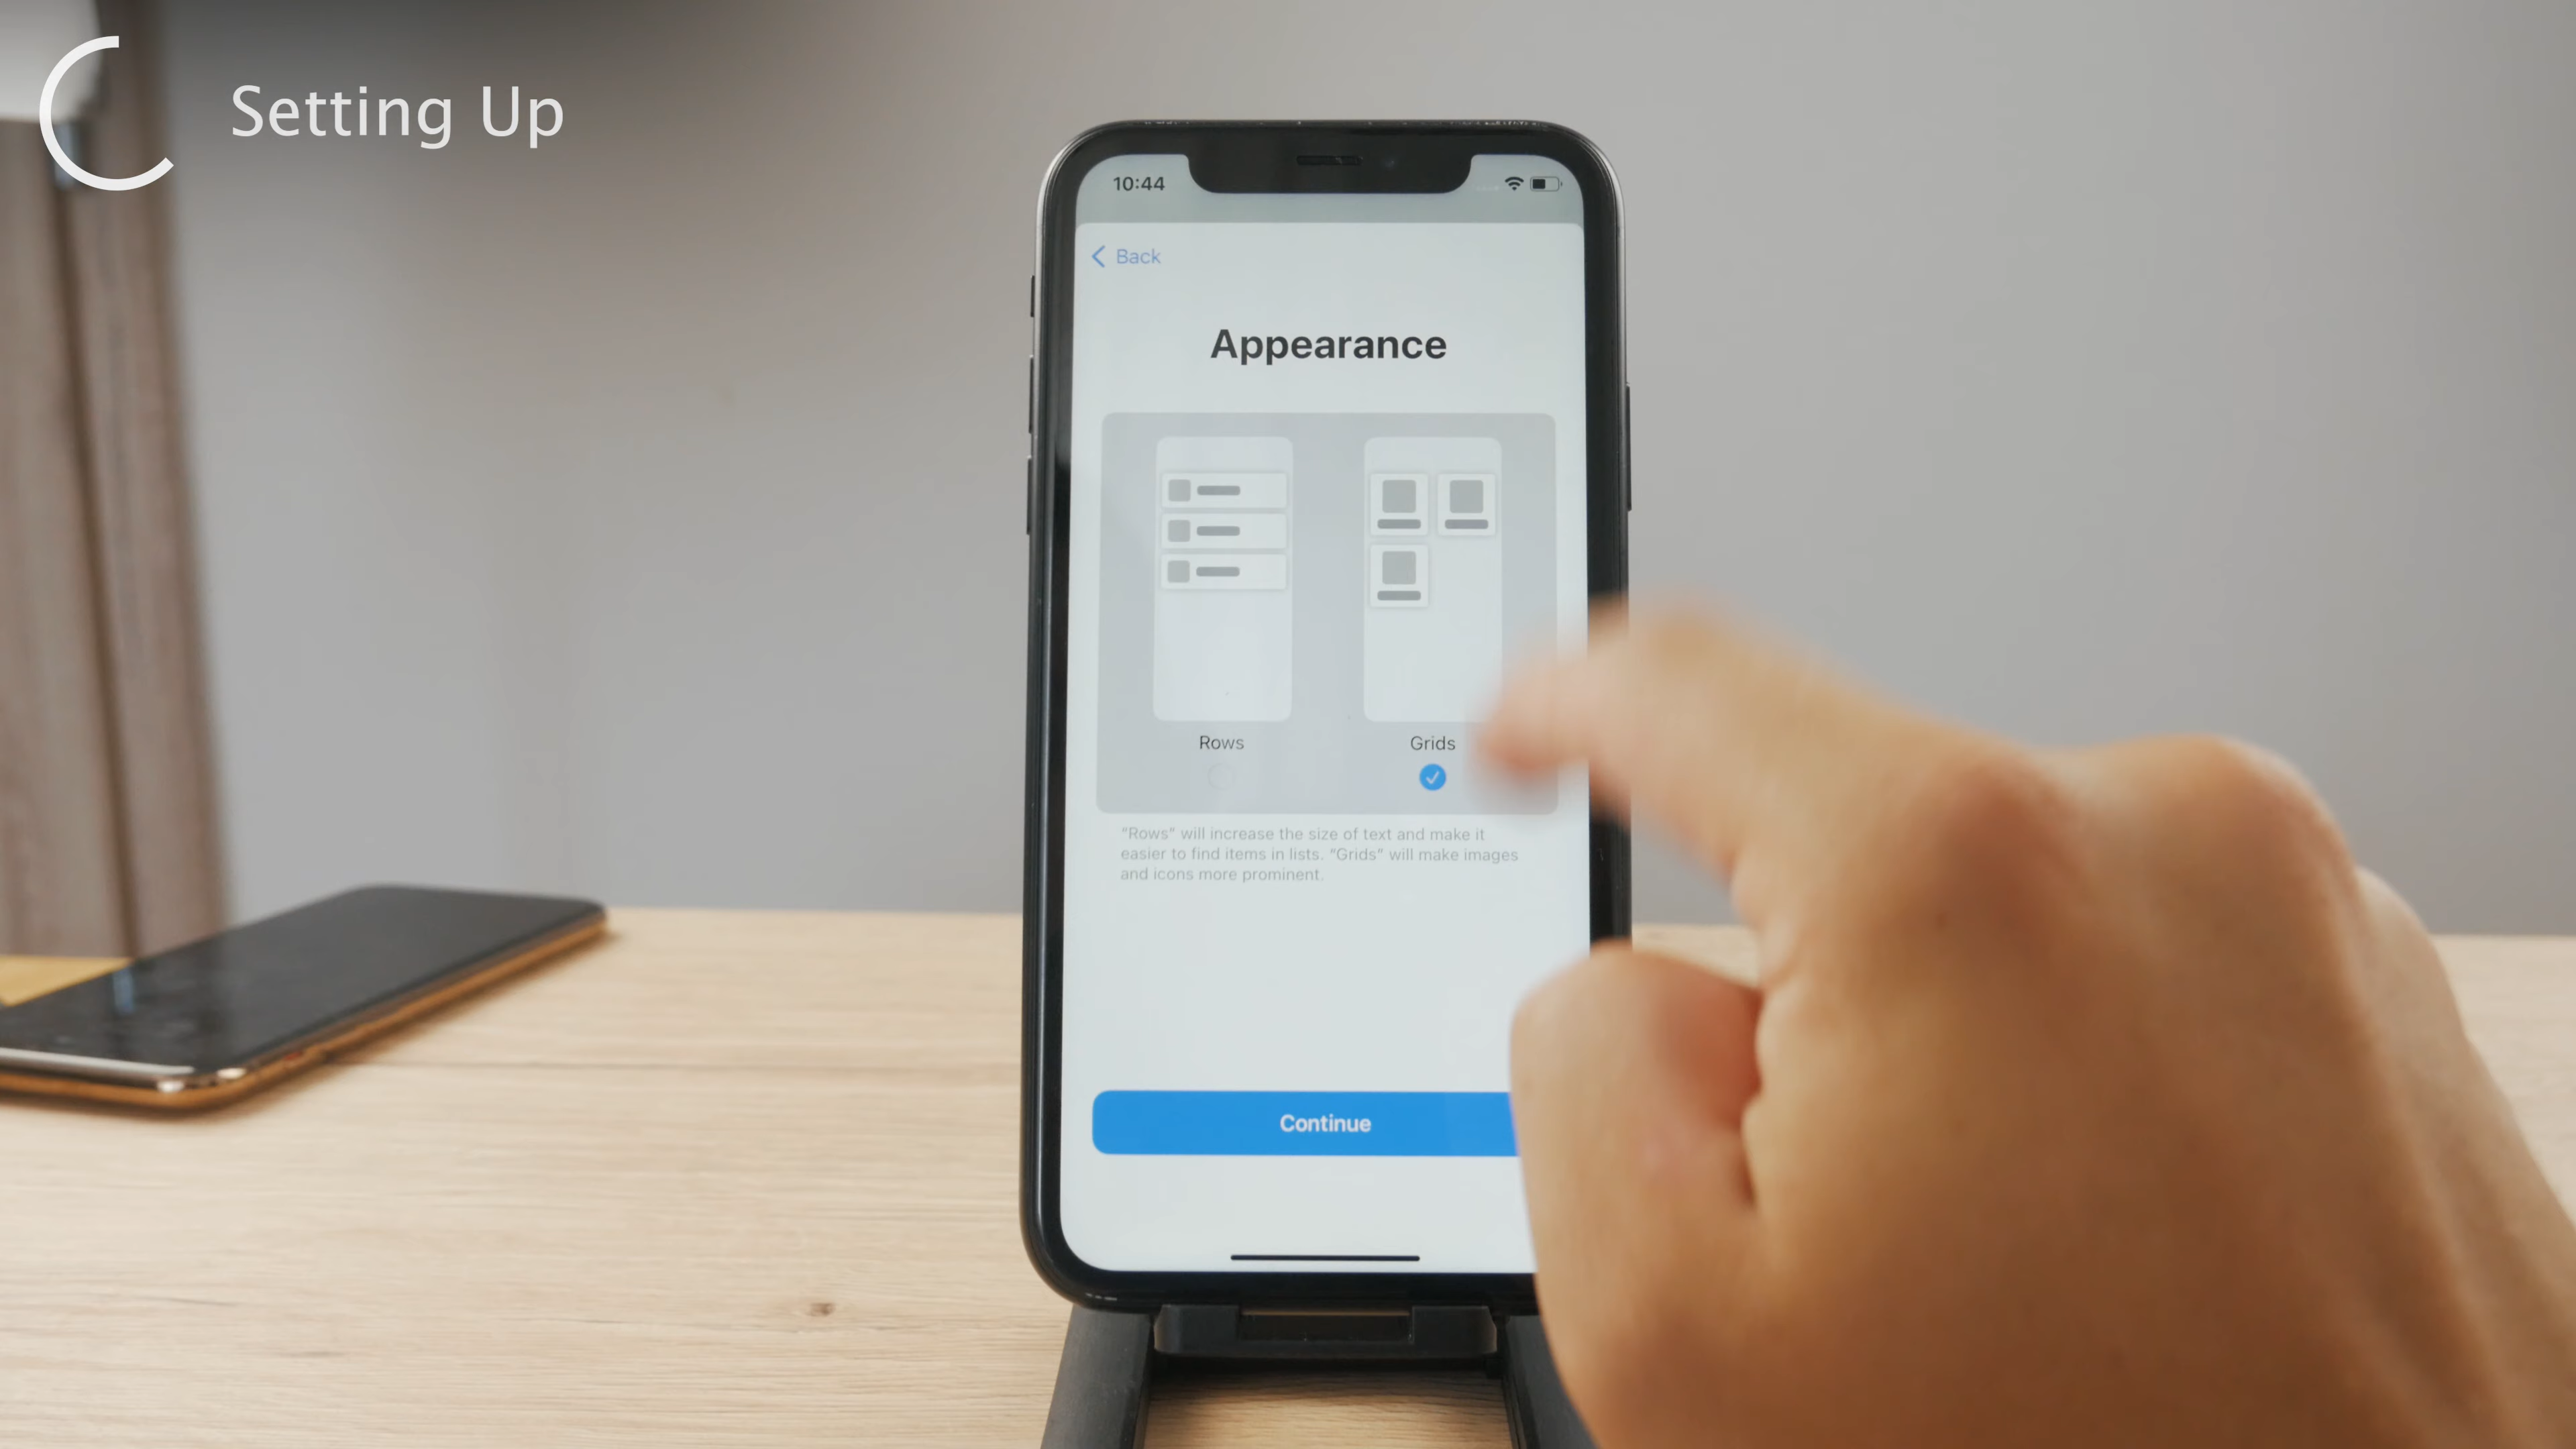 Setting Up
10:44
Back
Appearance
Rows
Grids
"Rows" will increase the size of text and make it
easier to find items in lists. "Grids" will make images
and icons more prominent.
Continue